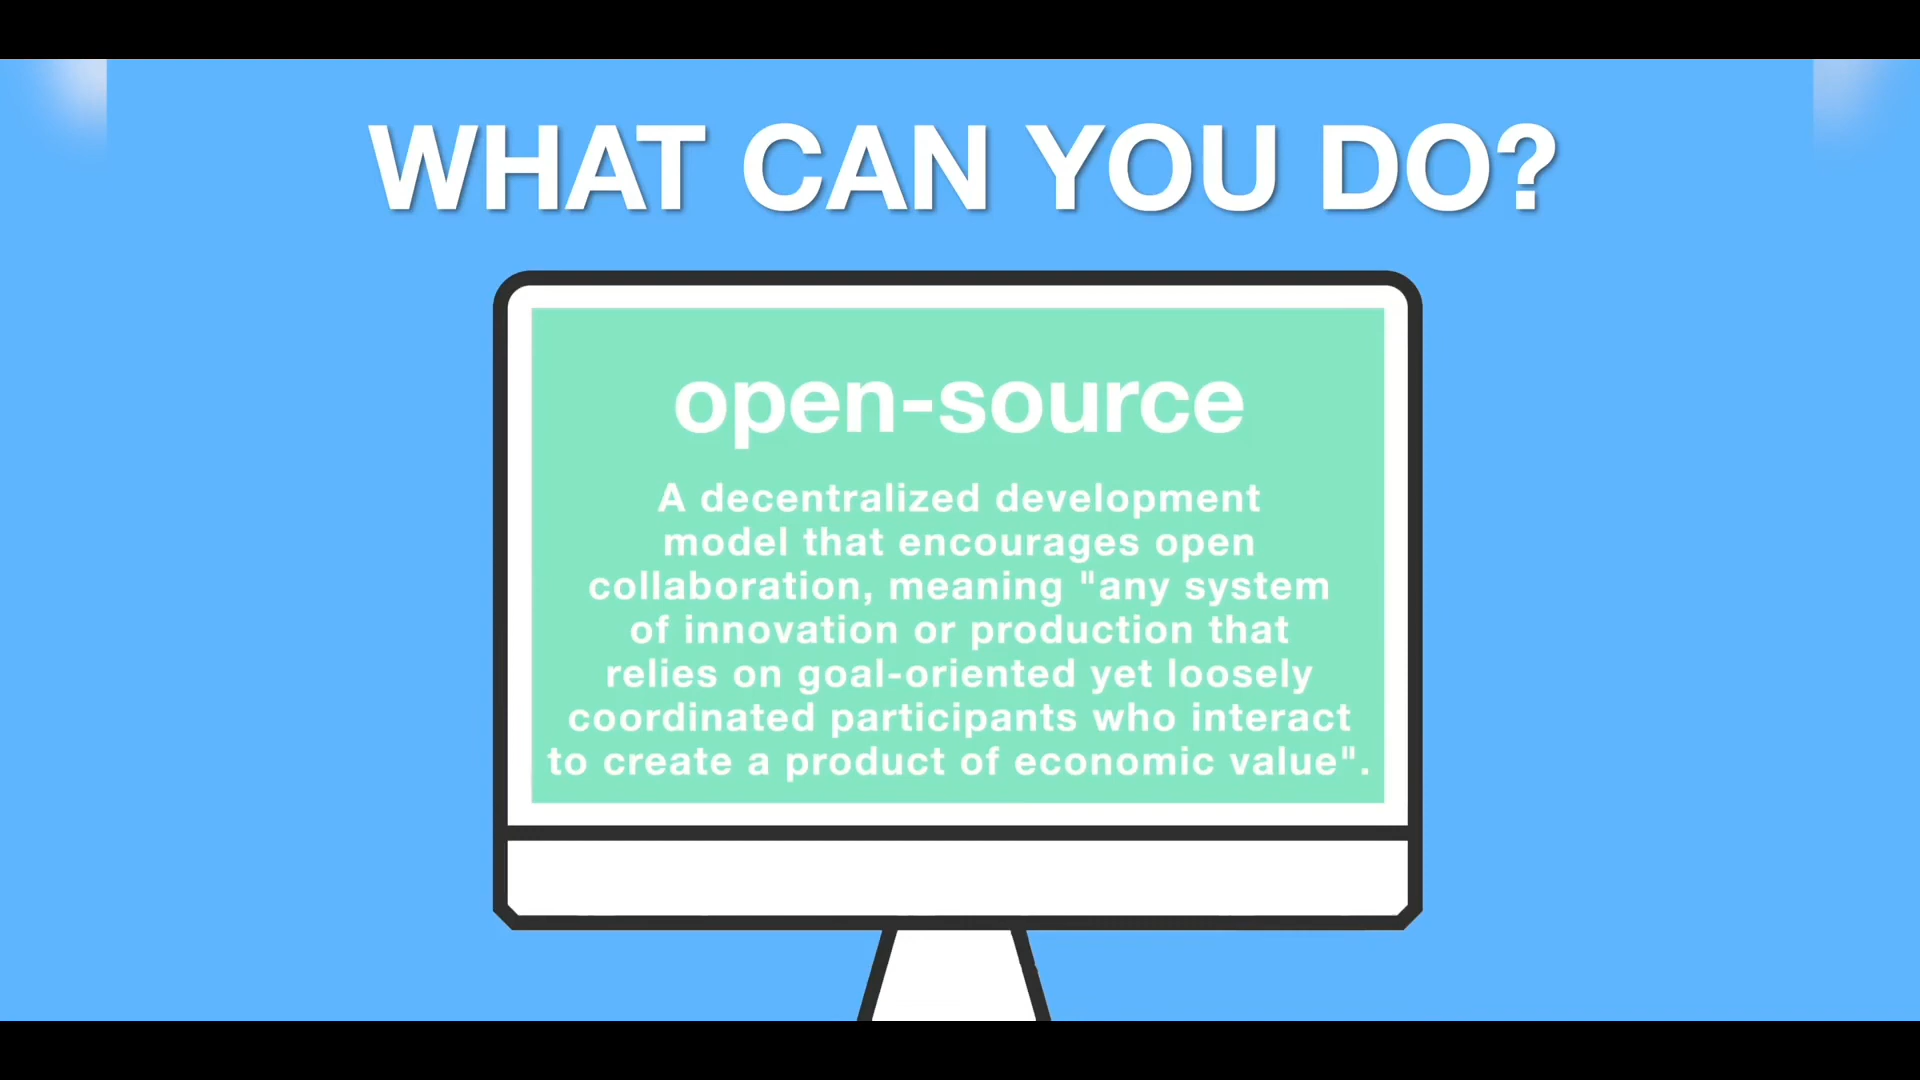 WHAT CAN YOU DO?
open-source
A decentralized development
model that encourages open
collaboration, meaning "any system
of innovation or production that
relies on goal-oriented yet loosely
coordinated participants who interact
to create a product of economic value".